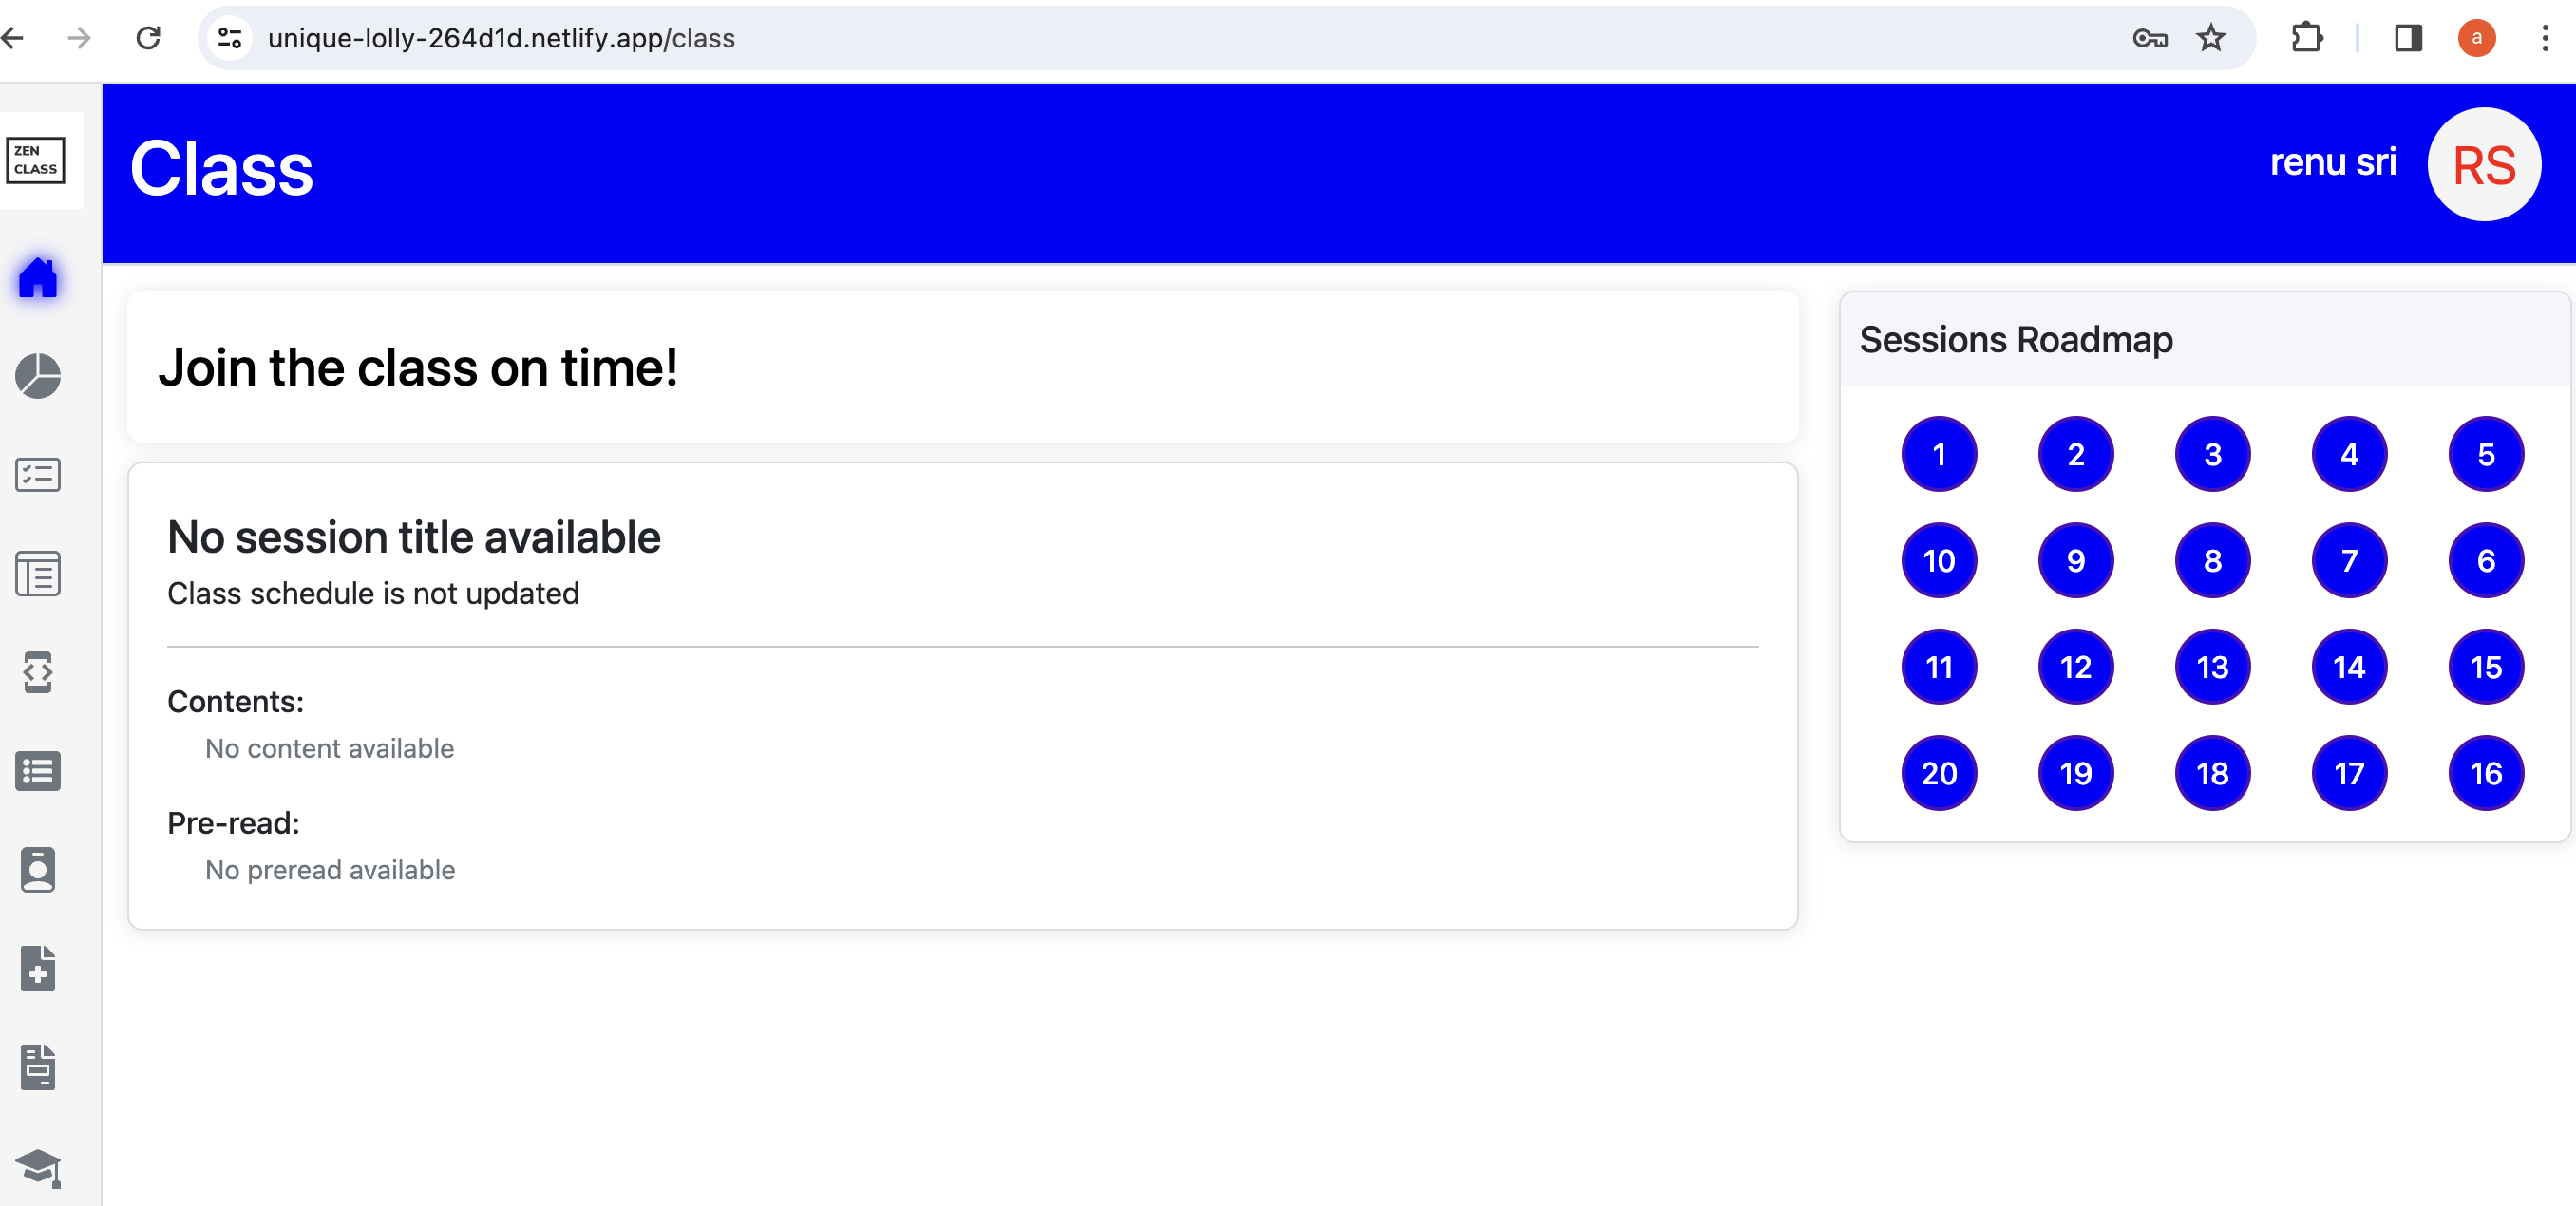 unique-lolly-264d1d.netlify.app/class
a
ZEN
CLASS
Class
renu sri
RS
Join the class on time!
No session title available
Class schedule is not updated
Contents:
No content available
Pre-read:
No preread available
Sessions Roadmap
1 2 3 4 5
10 9 8 7 6
11 12 13 14 15
20 19 18 17 16